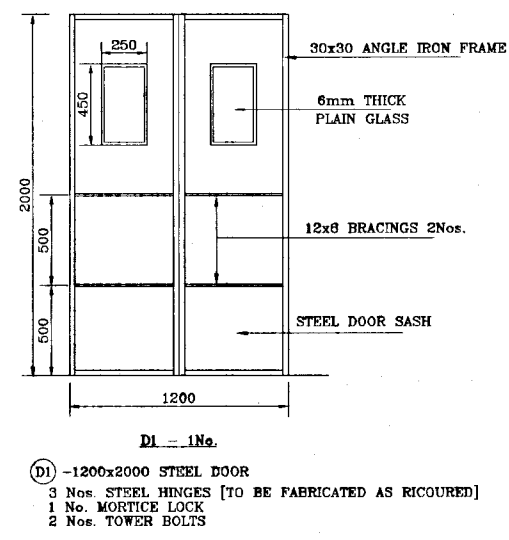 250
30x30 ANGLE IRON FRAME
450
6mm THICK
PLAIN GLASS
2000
500
12x6 BRACINGS 2Nos.
500
STEEL DOOR SASH
1200
D1 - 1No.
D1 -1200x2000 STEEL DOOR
3 Nos. STEEL HINGES [TO BE FABRICATED AS RICOURED]
1 No. MORTICE LOCK
2 Nos. TOWER BOLTS